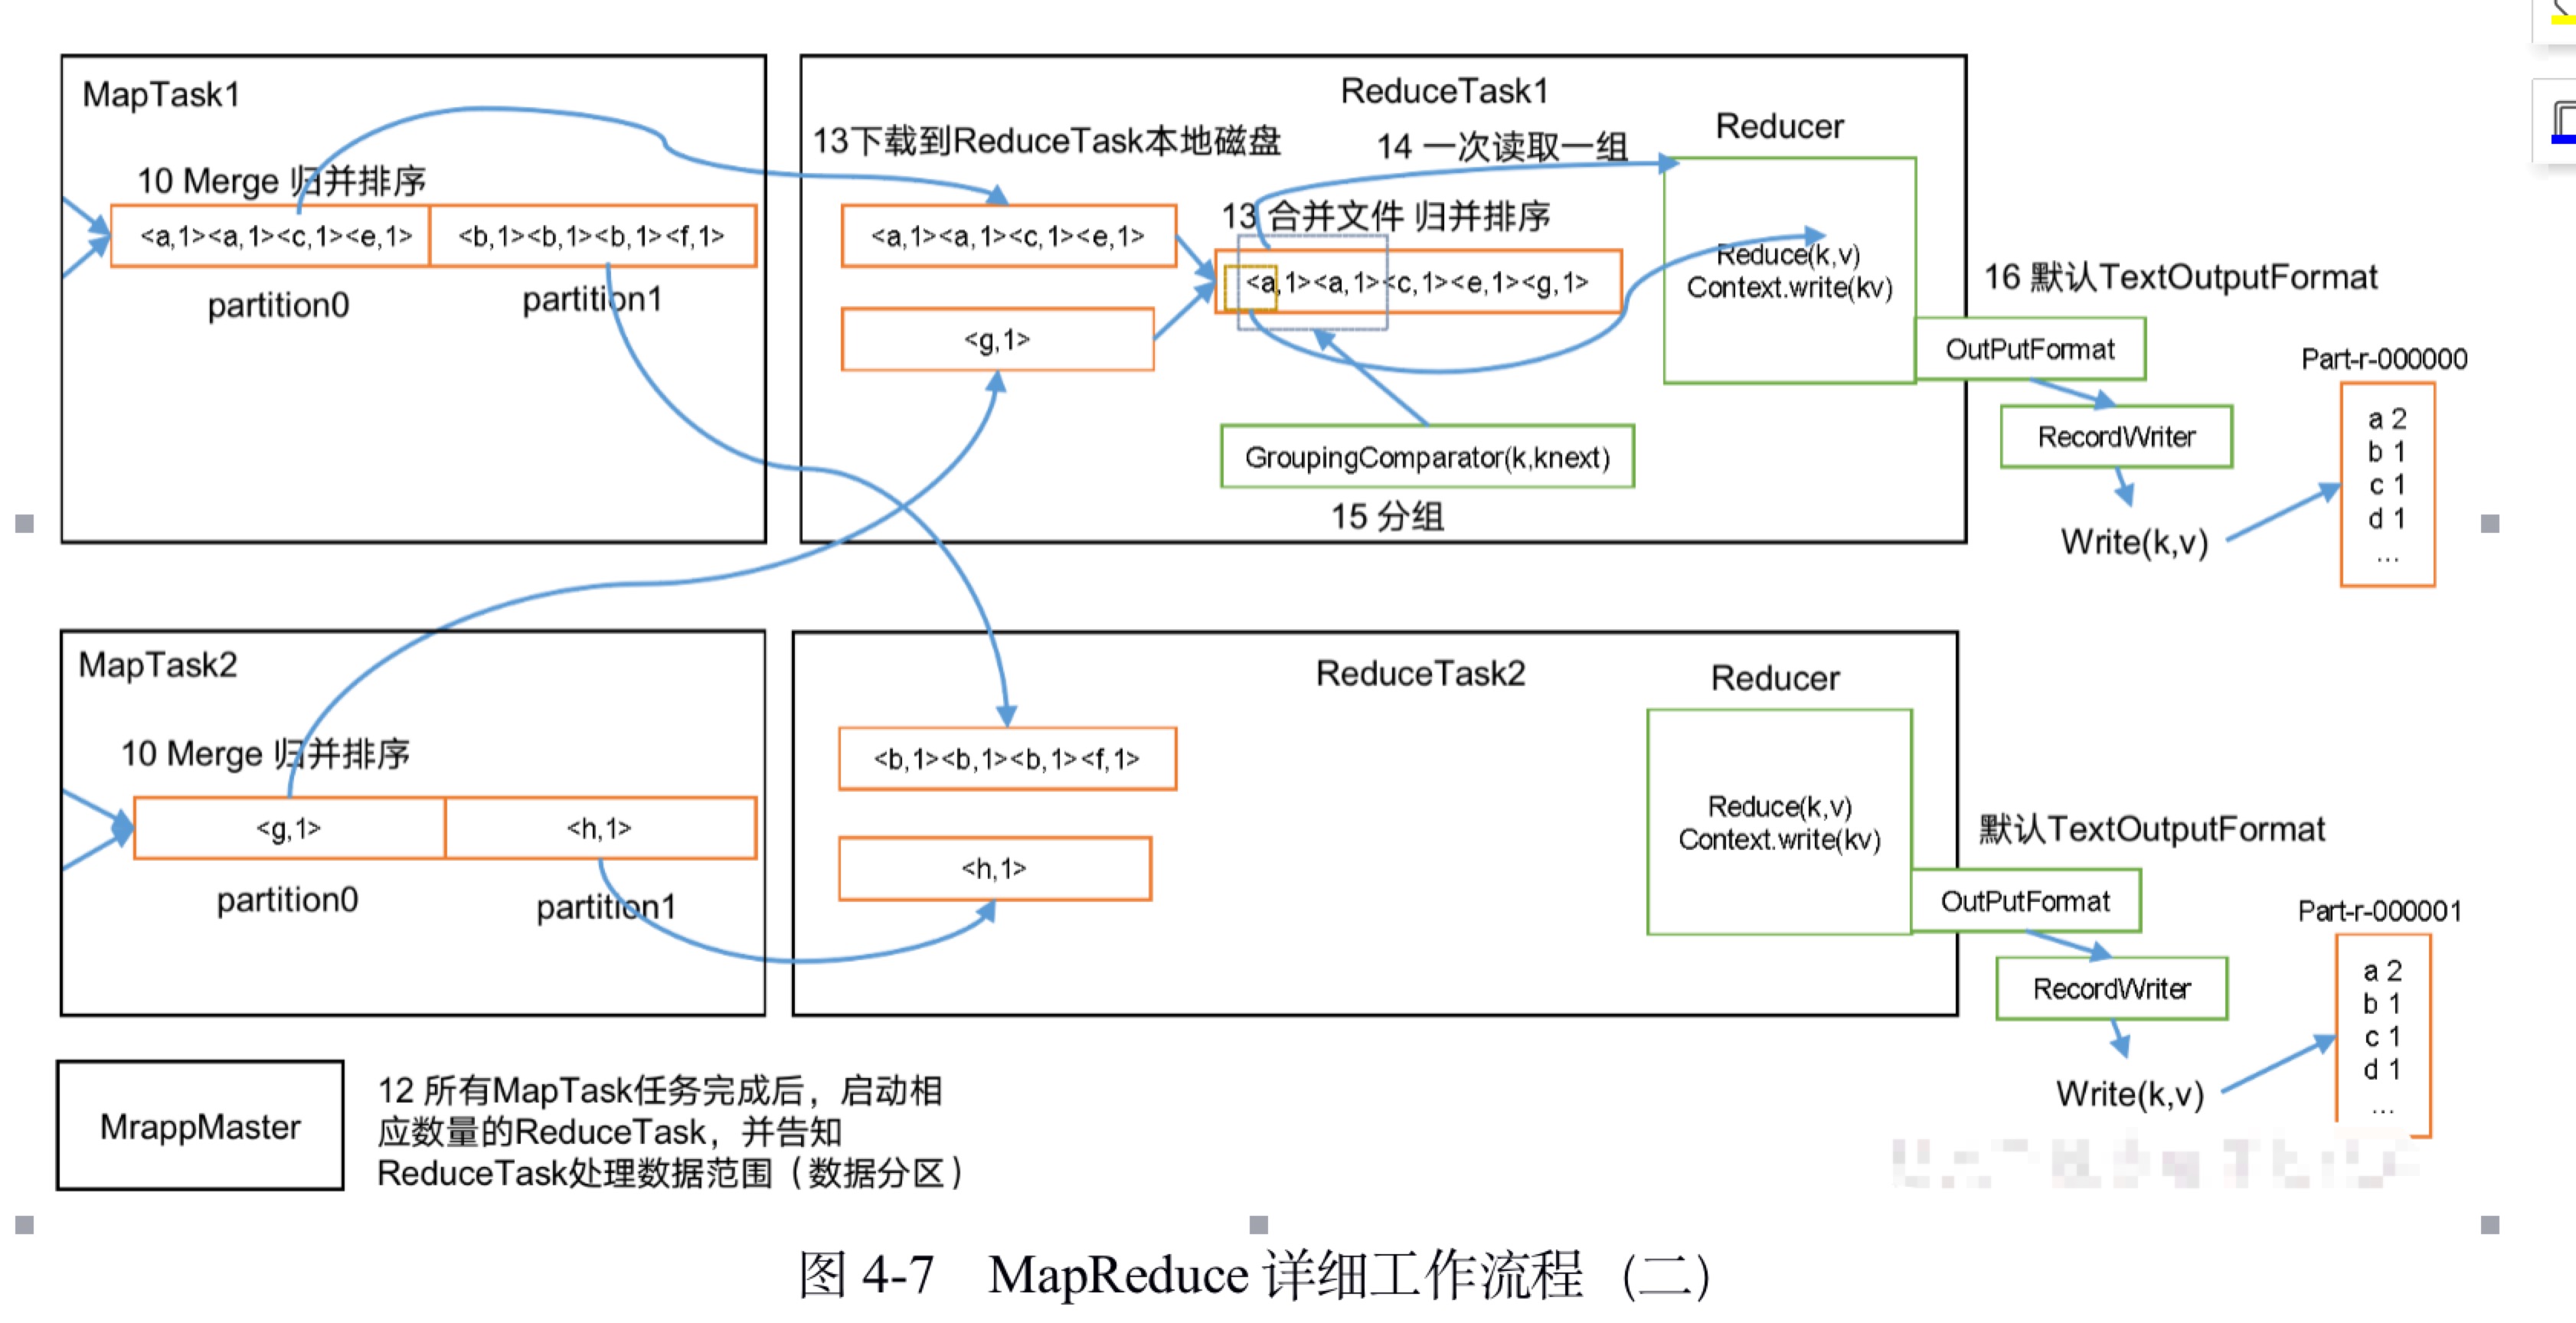 MapTask1
10 Merge 归并排序
<a,1><a,1><c,1><e,1>
<b,1><b,1><b,1><f,1>
partition0
partition1
ReduceTask1
13下载到ReduceTask本地磁盘
14 一次读取一组
Reducer
<a,1><a,1><c,1><e,1>
13 合并文件 归并排序
<g,1>
<a,1><a,1><c,1><e,1><g,1>
Reduce(k,v)
Context.write(kv)
GroupingComparator(k,knext)
15 分组
16 默认TextOutputFormat
OutPutFormat
RecordWriter
Write(k,v)
Part-r-000000
a 2
b 1
c 1
d 1
...
MapTask2
10 Merge 归并排序
<g,1>
<h,1>
partition0
partition1
ReduceTask2
Reducer
<b,1><b,1><b,1><f,1>
<h,1>
Reduce(k,v)
Context.write(kv)
默认TextOutputFormat
OutPutFormat
RecordWriter
Write(k,v)
Part-r-000001
a 2
b 1
c 1
d 1
...
MrappMaster
12 所有MapTask任务完成后，启动相
应数量的ReduceTask，并告知
ReduceTask处理数据范围（数据分区）
图 4-7 MapReduce 详细工作流程（二）